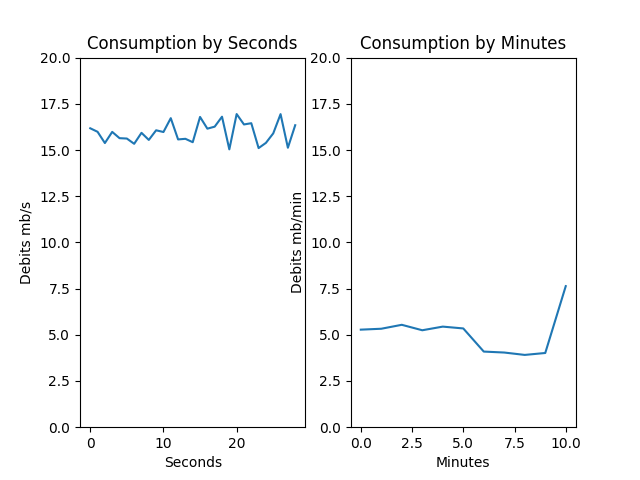 Consumption by Seconds
Debits mb/s
20.0
17.5
15.0
12.5
10.0
7.5
5.0
2.5
0.0
0 10 20
Seconds
Consumption by Minutes
Debits mb/min
20.0
17.5
15.0
12.5
10.0
7.5
5.0
2.5
0.0
0.0 2.5 5.0 7.5 10.0
Minutes